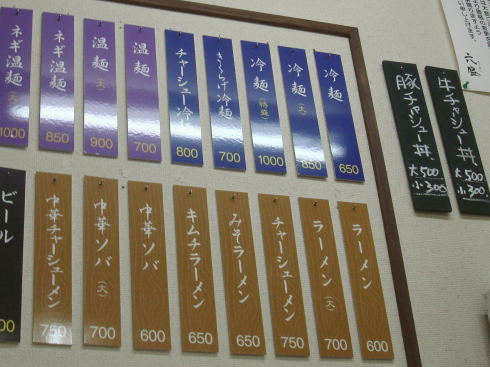 冷麺
650
冷麺(大)
850
冷麺(特盛)
1000
きくらげ冷麺
700
チャーシュー冷
800
温麺
700
温麺(大)
900
ネギ温麺
850
ネギ温麺(大)
1000
ラーメン
600
ラーメン(大)
700
チャーシューメン
750
みそラーメン
650
キムチラーメン
650
中華ソバ
600
中華ソバ(大)
700
中華チャーシューメン
750
ビール
00
牛チャーシュー丼
大500
小300
豚チャーシュー丼
大500
小300